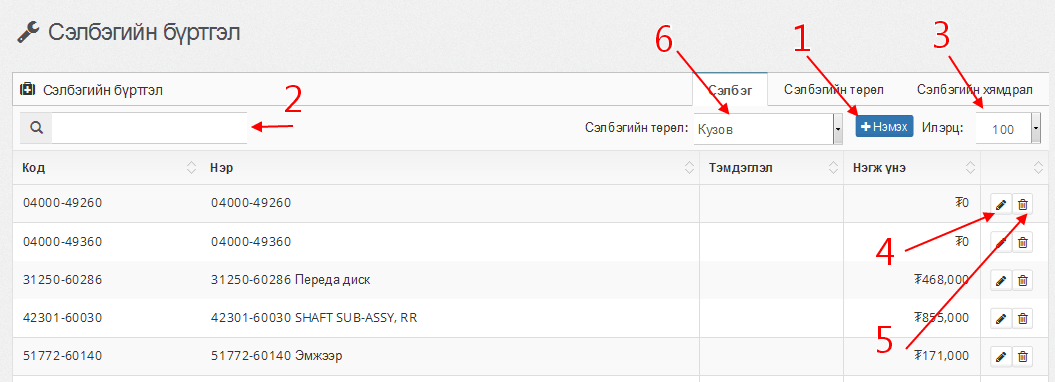 Сэлбэгийн бүртгэл
6
1
3
Сэлбэгийн бүртгэл
Сэлбэг
Сэлбэгийн төрөл
Сэлбэгийн хямдрал
2
Сэлбэгийн төрөл:
Кузов
Нэмэх
Илэрц:
100
Код
Нэр
Тэмдэглэл
Нэгж үнэ
04000-49260
04000-49260
₮0
04000-49360
04000-49360
₮0
4
31250-60286
31250-60286 Переда диск
₮468,000
42301-60030
42301-60030 SHAFT SUB-ASSY, RR
₮855,000
5
51772-60140
51772-60140 Эмжээр
₮171,000